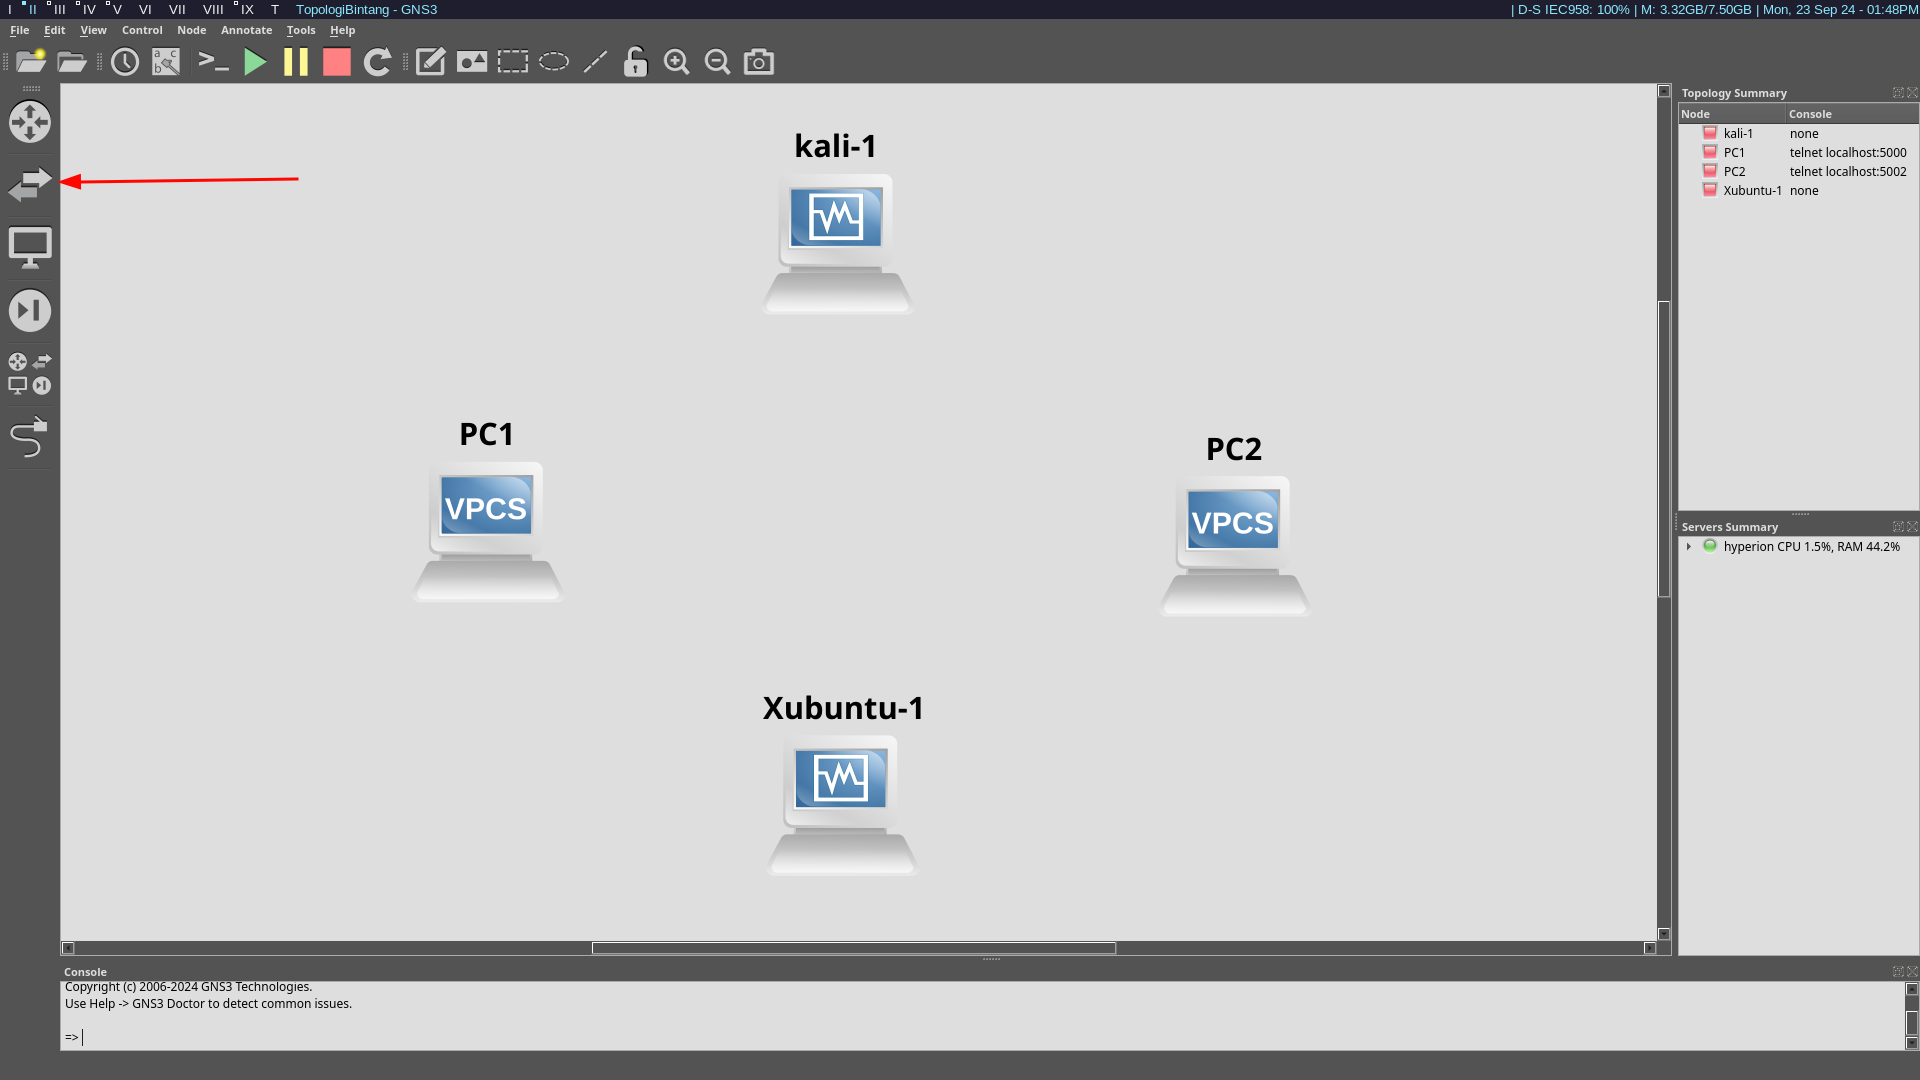 I II III IV V VI VII VIII IX T TopologiBintang - GNS3 | D-S IEC958: 100% | M: 3.32GB/7.50GB | Mon, 23 Sep 24 - 01:48PM
File Edit View Control Node Annotate Tools Help
a c
b
Topology Summary
Node Console
kali-1 none
PC1 telnet localhost:5000
PC2 telnet localhost:5002
Xubuntu-1 none
kali-1
PC1
VPCS
PC2
VPCS
Xubuntu-1
Servers Summary
hyperion CPU 1.5%, RAM 44.2%
Console
Copyright (c) 2006-2024 GNS3 Technologies.
Use Help -> GNS3 Doctor to detect common issues.
=>